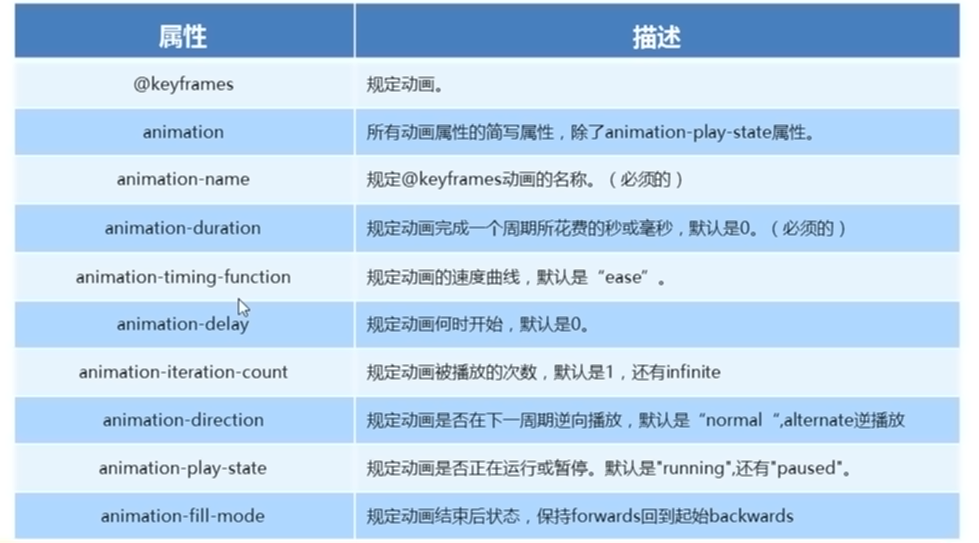 属性 描述
@keyframes 规定动画。
animation 所有动画属性的简写属性，除了animation-play-state属性。
animation-name 规定@keyframes动画的名称。（必须的）
animation-duration 规定动画完成一个周期所花费的秒或毫秒，默认是0。（必须的）
animation-timing-function 规定动画的速度曲线，默认是“ease”。
animation-delay 规定动画何时开始，默认是0。
animation-iteration-count 规定动画被播放的次数，默认是1，还有infinite
animation-direction 规定动画是否在下一周期逆向播放，默认是“normal“,alternate逆播放
animation-play-state 规定动画是否正在运行或暂停。默认是"running",还有"paused"。
animation-fill-mode 规定动画结束后状态，保持forwards回到起始backwards